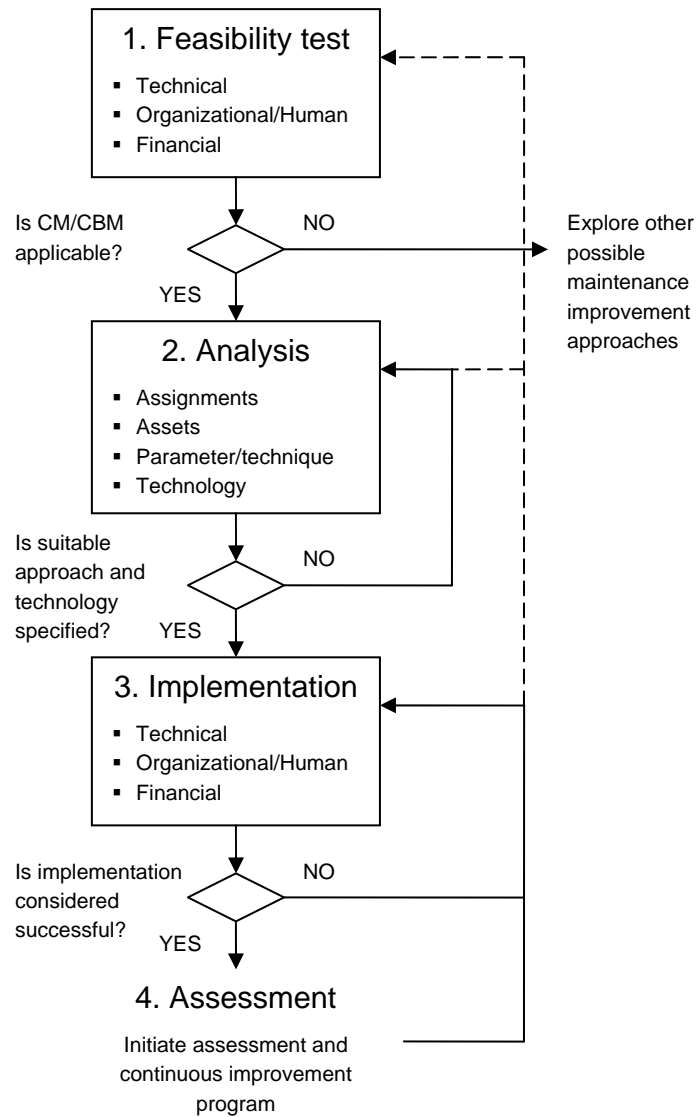 1. Feasibility test
▪ Technical
▪ Organizational/Human
▪ Financial
Is CM/CBM
applicable?
NO
YES
Explore other
possible
maintenance
improvement
approaches
2. Analysis
▪ Assignments
▪ Assets
▪ Parameter/technique
▪ Technology
Is suitable
approach and
technology
specified?
NO
YES
3. Implementation
▪ Technical
▪ Organizational/Human
▪ Financial
Is implementation
considered
successful?
NO
YES
4. Assessment
Initiate assessment and
continuous improvement
program